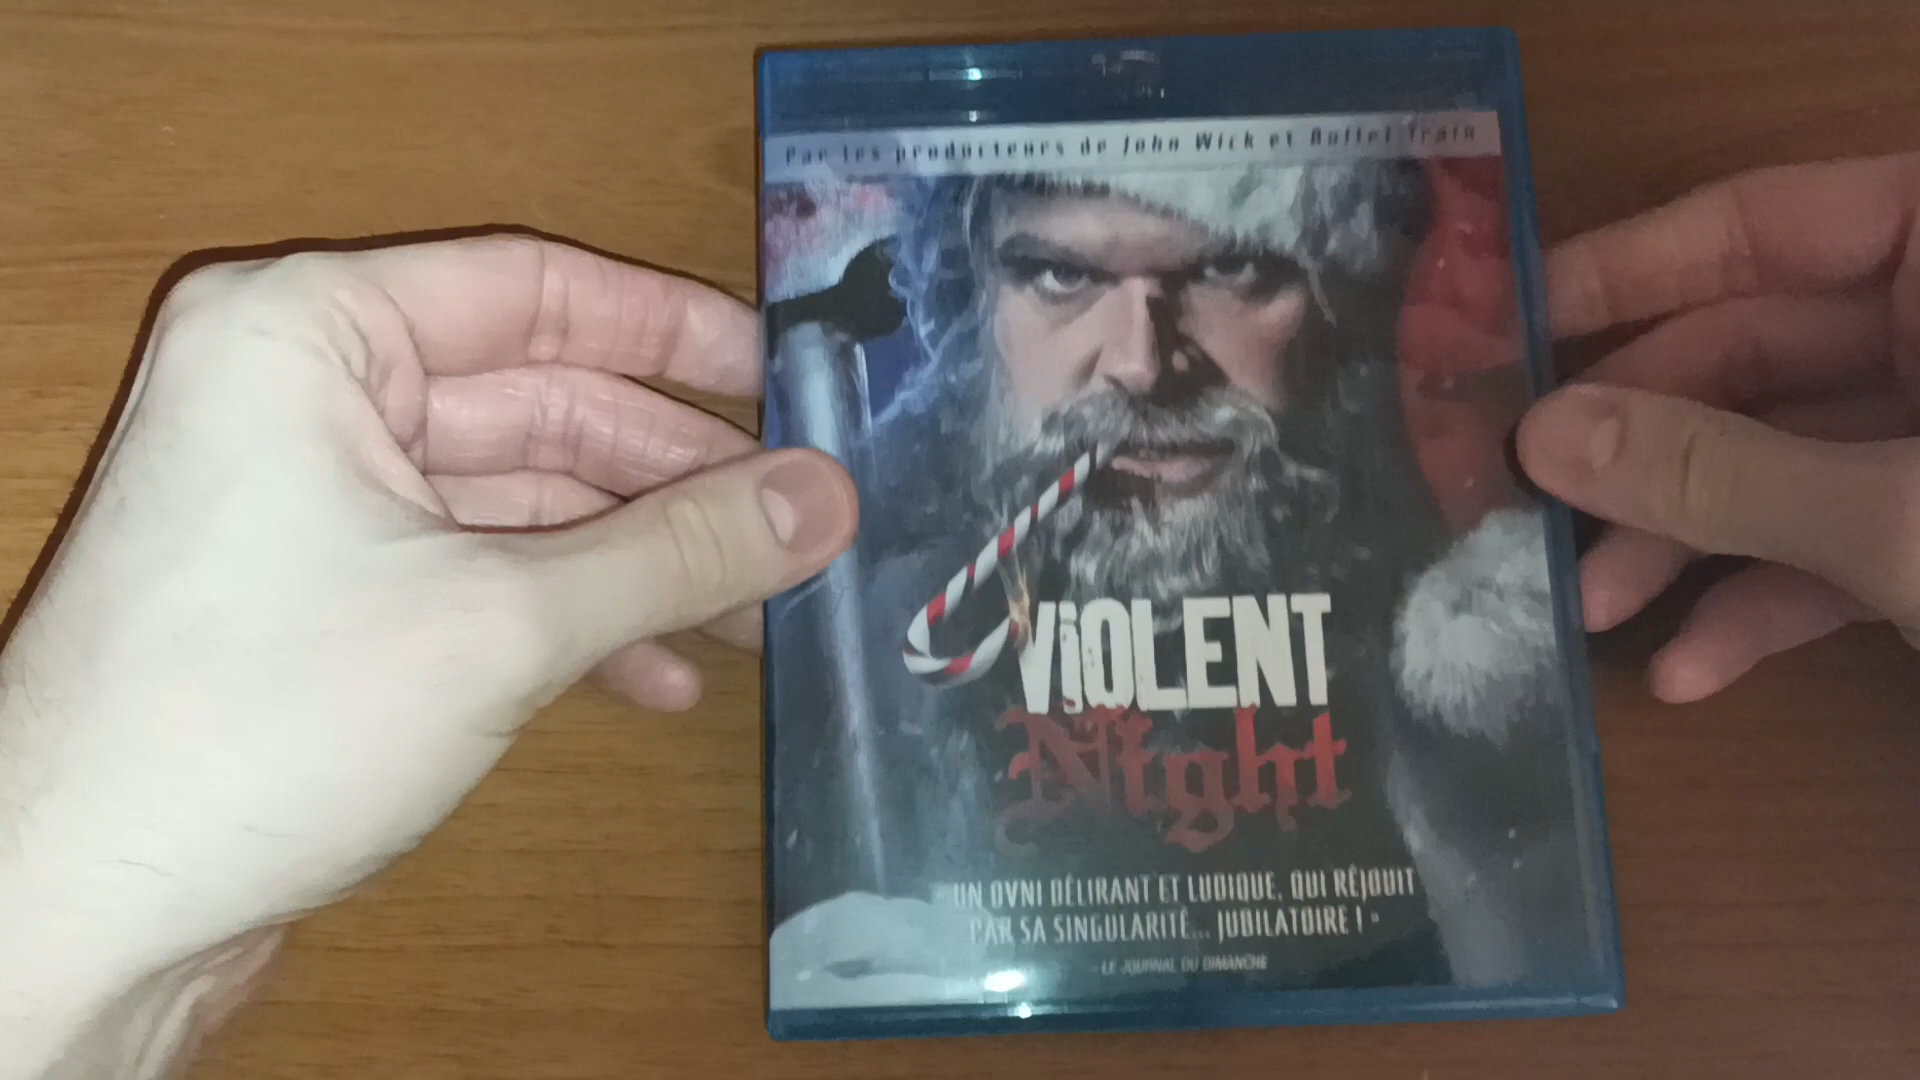 Par les producteurs de John Wick et Bullet Train
ViOLENT
Night
« UN OVNI DÉLIRANT ET LUDIQUE, QUI RÉJOUIT
PAR SA SINGULARITÉ... JUBILATOIRE ! »
- LE JOURNAL DU DIMANCHE